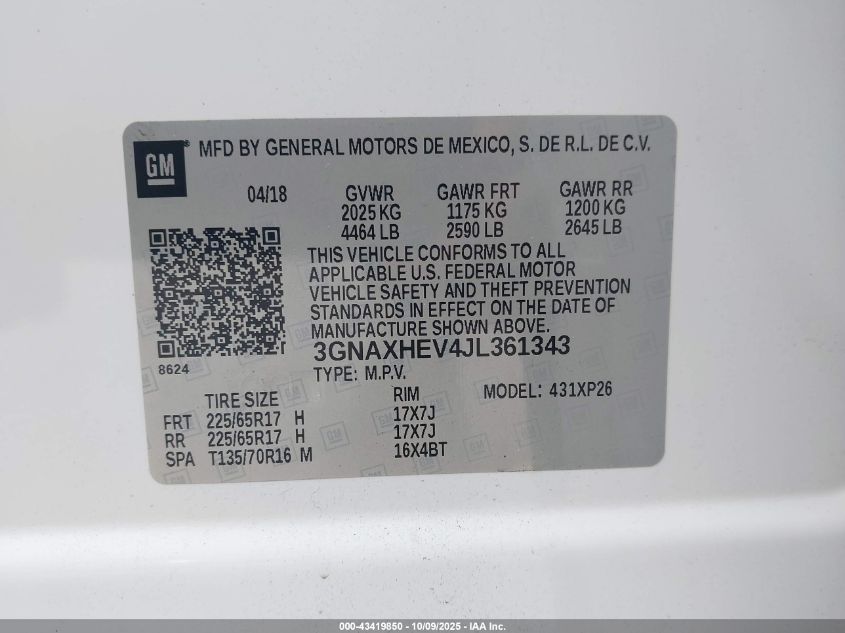 GM ® MFD BY GENERAL MOTORS DE MEXICO, S. DE R.L. DE C.V.
04/18 GVWR GAWR FRT GAWR RR
2025 KG 1175 KG 1200 KG
4464 LB 2590 LB 2645 LB
THIS VEHICLE CONFORMS TO ALL
APPLICABLE U.S. FEDERAL MOTOR
VEHICLE SAFETY AND THEFT PREVENTION
STANDARDS IN EFFECT ON THE DATE OF
MANUFACTURE SHOWN ABOVE.
3GNAXHEV4JL361343
8624 TYPE: M.P.V.
TIRE SIZE RIM MODEL: 431XP26
FRT 225/65R17 H 17X7J
RR 225/65R17 H 17X7J
SPA T135/70R16 M 16X4BT
000-43419850 - 10/09/2025 - IAA Inc.